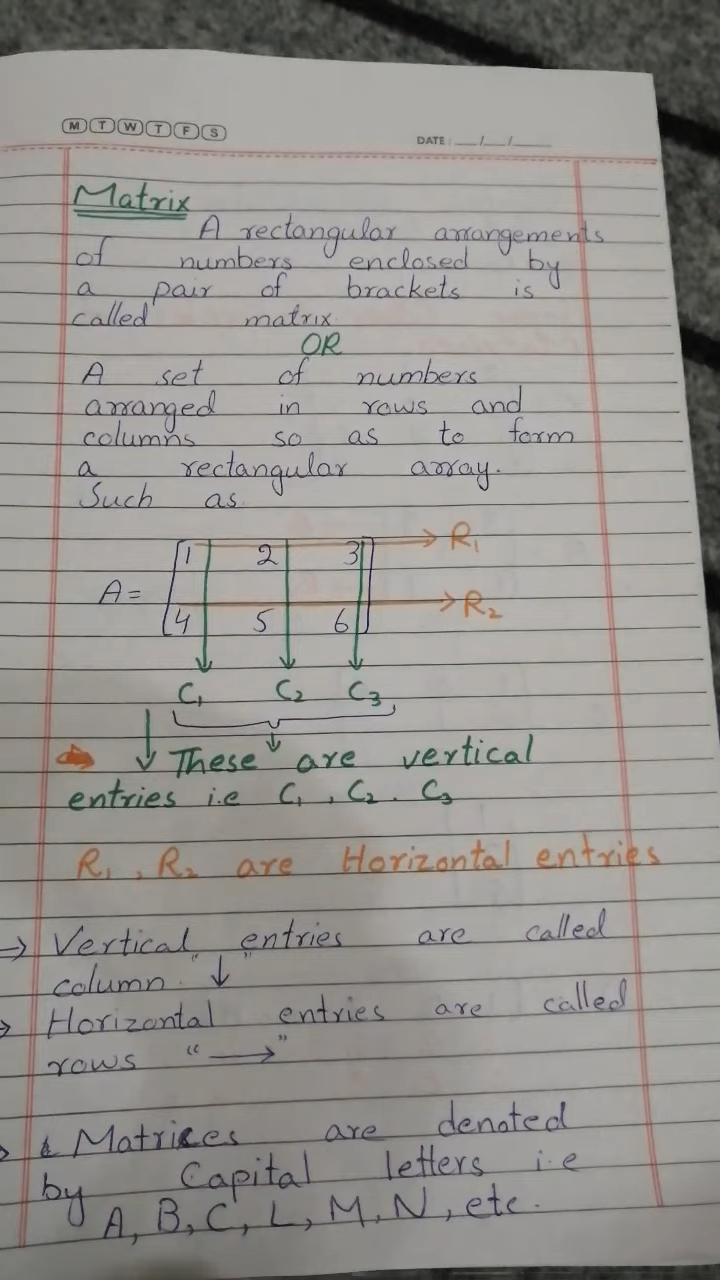 M T W T F S
DATE: __/__/____
Matrix
A rectangular arrangements
of numbers enclosed by
a pair of brackets is
called matrix.
OR
A set of numbers
arranged in rows and
columns so as to form
a rectangular array.
Such as.
1 2 3 → R₁
A =
→ R₂
4 5 6
C₁ C₂ C₃
↓ These are vertical
entries i.e C₁, C₂. C₃
R₁, R₂ are Horizontal entries
→ Vertical entries are called
column. "↓"
→ Horizontal entries are called
rows "→"
→ Matrices are denoted
by Capital letters i.e
A, B, C, L, M, N, etc.